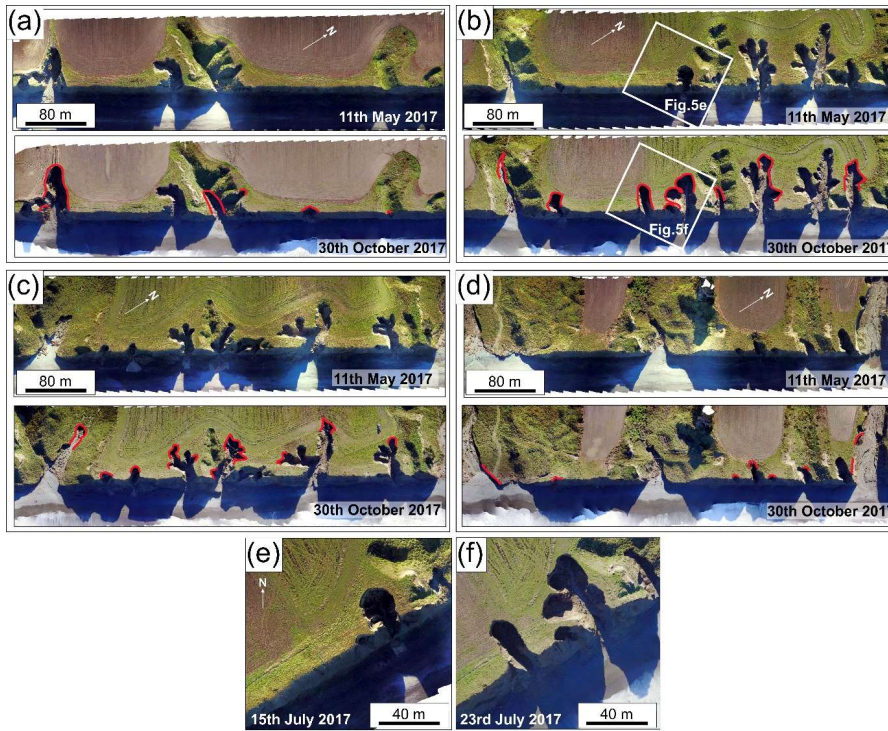 (a)
N
80 m
11th May 2017
30th October 2017
(b)
N
Fig.5e
80 m
11th May 2017
Fig.5f
30th October 2017
(c)
N
80 m
11th May 2017
30th October 2017
(d)
N
80 m
11th May 2017
30th October 2017
(e)
N
15th July 2017
40 m
(f)
23rd July 2017
40 m